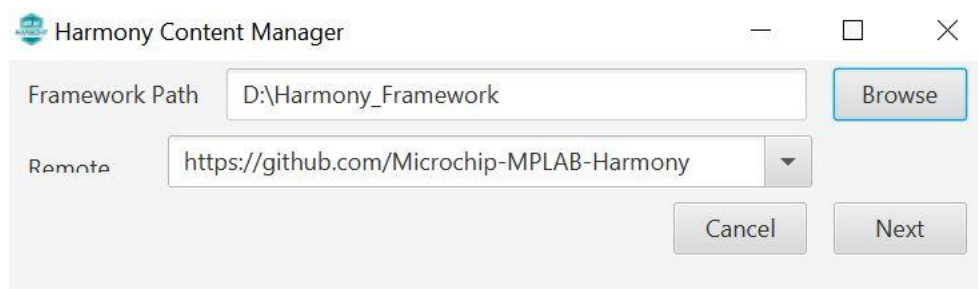 Harmony Content Manager
Framework Path D:\Harmony_Framework Browse
Remote https://github.com/Microchip-MPLAB-Harmony
Cancel Next